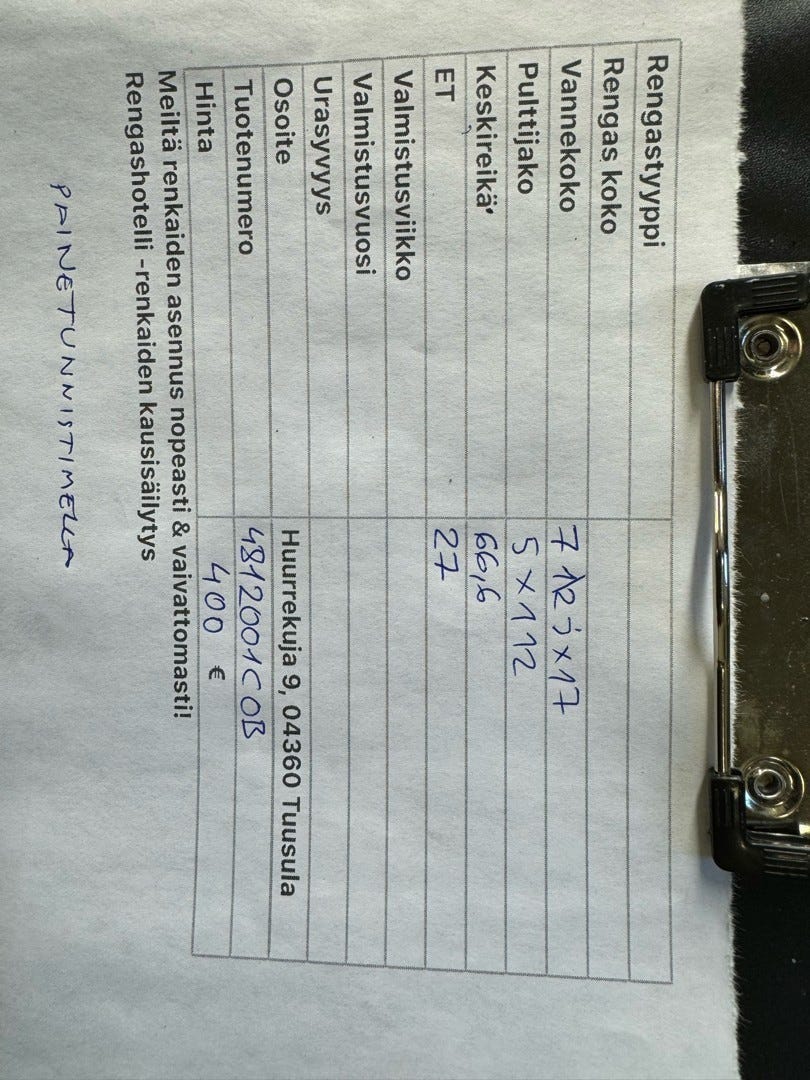 Rengastyyppi
Rengas koko
Vannekoko 7 1/2 j x 17
Pulttijako 5 x 112
Keskireikä 66,6
ET 27
Valmistusviikko
Valmistusvuosi
Urasyvyys
Osoite Huurrekuja 9, 04360 Tuusula
Tuotenumero 4812001COB
Hinta 400 €
Meiltä renkaiden asennus nopeasti & vaivattomasti!
Rengashotelli -renkaiden kausisäilytys
PAINETUNNISTIMELLA